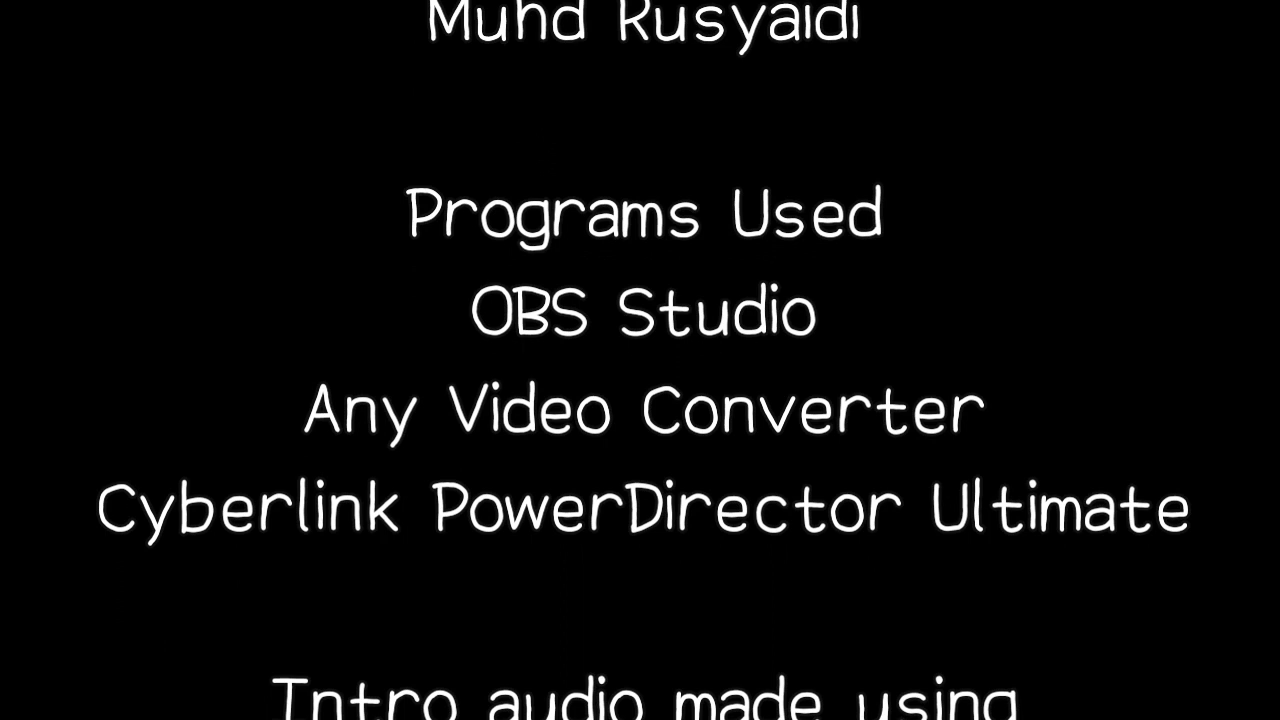 Muhd Rusyaidi
Programs Used
OBS Studio
Any Video Converter
Cyberlink PowerDirector Ultimate
Intro audio made using